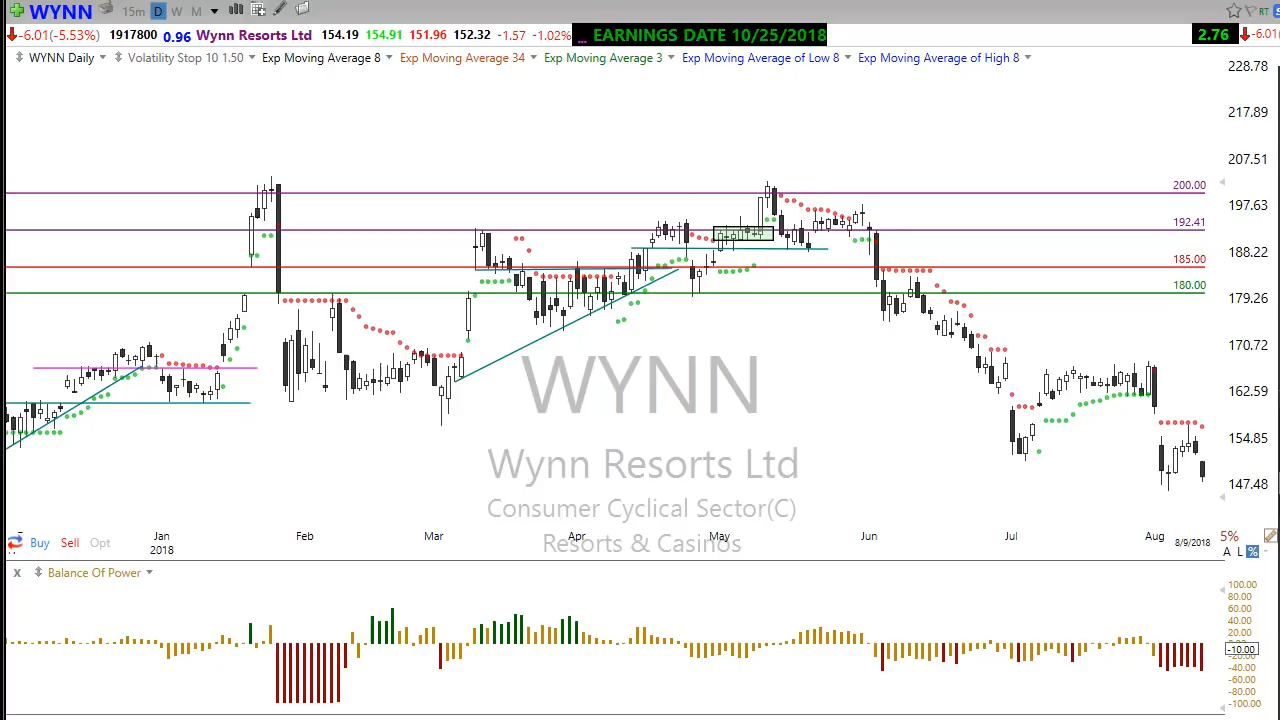 WYNN 15m D W M RT
-6.01(-5.53%) 1917800 0.96 Wynn Resorts Ltd 154.19 154.91 151.96 152.32 -1.57 -1.02% EARNINGS DATE 10/25/2018 2.76 -6.01(
WYNN Daily Volatility Stop 10 1.50 Exp Moving Average 8 Exp Moving Average 34 Exp Moving Average 3 Exp Moving Average of Low 8 Exp Moving Average of High 8
228.78
217.89
207.51
200.00
197.63
192.41
188.22
185.00
180.00
179.26
170.72
162.59
154.85
147.48
WYNN
Wynn Resorts Ltd
Consumer Cyclical Sector(C)
Resorts & Casinos
Jan Feb Mar Apr May Jun Jul Aug 5%
2018 8/9/2018
Buy Sell Opt
A L %
X Balance Of Power
100.00
80.00
60.00
40.00
20.00
-10.00
-40.00
-60.00
-80.00
-100.00